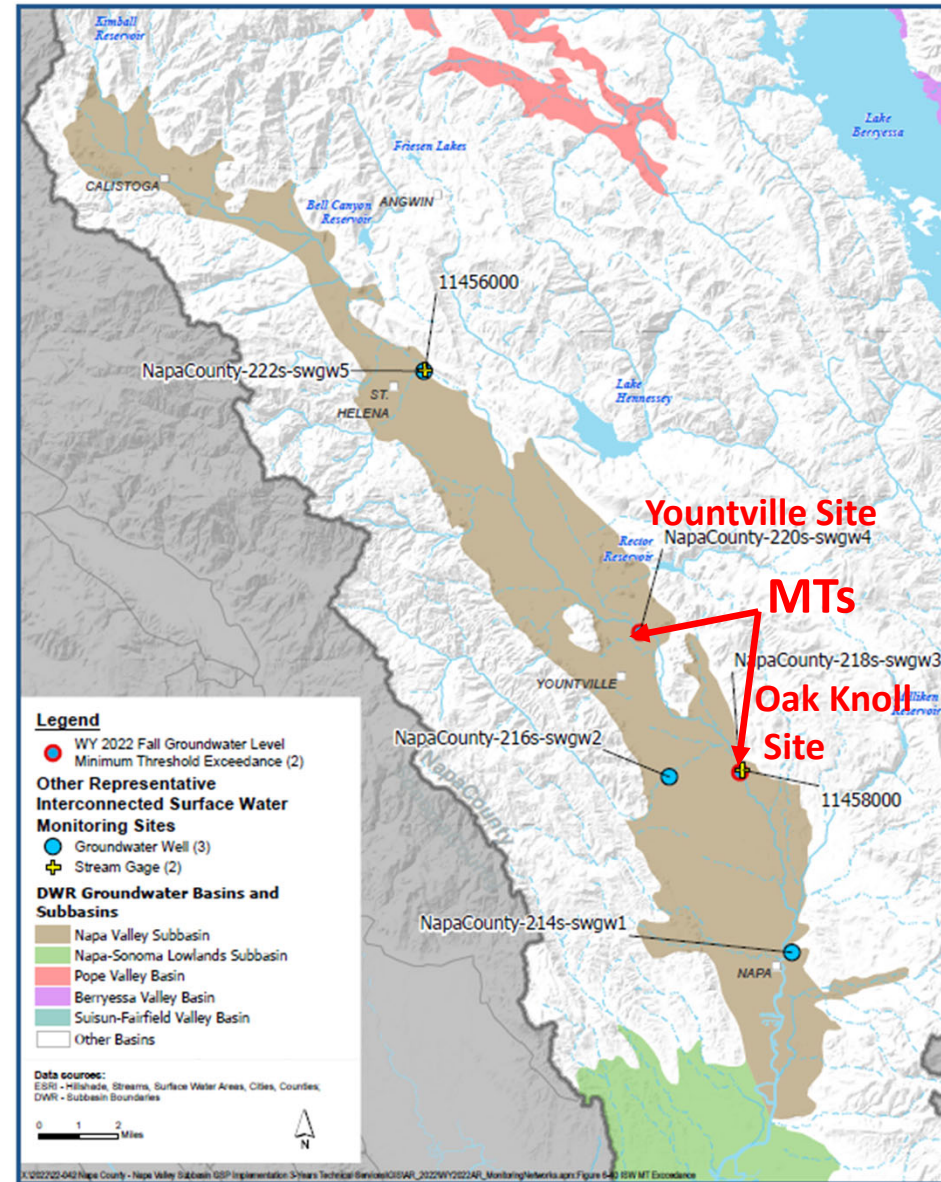 Kimball
Reservoir
Lake
Berryessa
Friesen Lakes
CALISTOGA
ANGWIN
Bell Canyon
Reservoir
11456000
NapaCounty-222s-swgw5
ST.
HELENA
Lake
Hennessey
Yountville Site
NapaCounty-220s-swgw4
Rector
Reservoir
MTs
NapaCounty-218s-swgw3
YOUNTVILLE
Oak Knoll
Site
Reservoir
NapaCounty-216s-swgw2
Napa County
11458000
NapaCounty-214s-swgw1
NAPA
Legend
WY 2022 Fall Groundwater Level
Minimum Threshold Exceedance (2)
Other Representative
Interconnected Surface Water
Monitoring Sites
Groundwater Well (3)
Stream Gage (2)
DWR Groundwater Basins and
Subbasins
Napa Valley Subbasin
Napa-Sonoma Lowlands Subbasin
Pope Valley Basin
Berryessa Valley Basin
Suisun-Fairfield Valley Basin
Other Basins
Data sources:
ESRI - Hillshade, Streams, Surface Water Areas, Cities, Counties;
DWR - Subbasin Boundaries
0 1 2
Miles
N